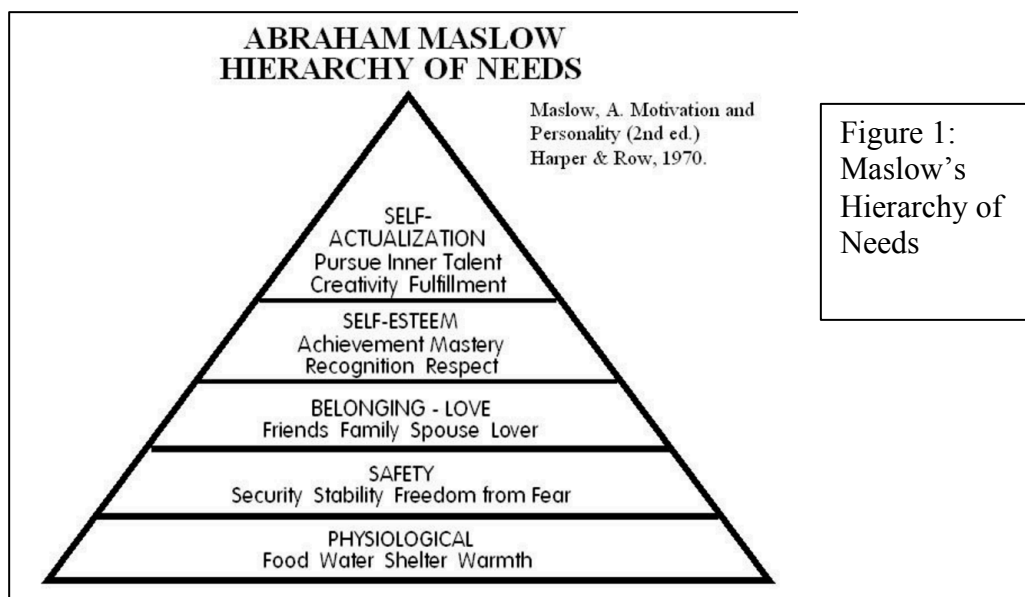 ABRAHAM MASLOW
HIERARCHY OF NEEDS
Maslow, A. Motivation and
Personality (2nd ed.)
Harper & Row, 1970.
SELF-
ACTUALIZATION
Pursue Inner Talent
Creativity Fulfillment
SELF-ESTEEM
Achievement Mastery
Recognition Respect
BELONGING - LOVE
Friends Family Spouse Lover
SAFETY
Security Stability Freedom from Fear
PHYSIOLOGICAL
Food Water Shelter Warmth
Figure 1:
Maslow’s
Hierarchy of
Needs